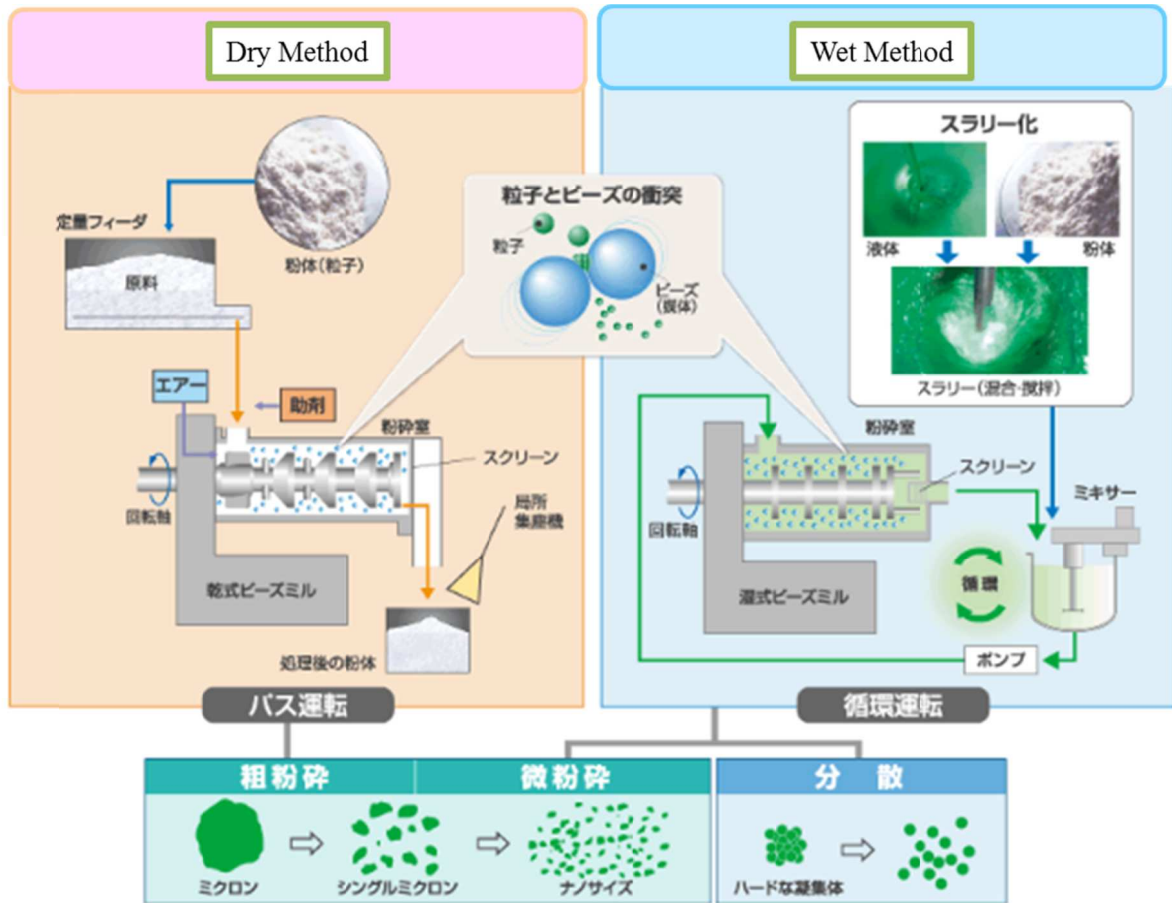 Dry Method
Wet Method
粉体(粒子)
定量フィーダ
原料
エアー
助剤
粉砕室
スクリーン
回転軸
局所
集塵機
乾式ビーズミル
処理後の粉体
パス運転
粒子とビーズの衝突
粒子
ビーズ
(媒体)
スラリー化
液体
粉体
スラリー(混合・撹拌)
粉砕室
スクリーン
ミキサー
回転軸
循環
湿式ビーズミル
ポンプ
循環運転
粗粉砕
微粉砕
分散
ミクロン
シングルミクロン
ナノサイズ
ハードな凝集体